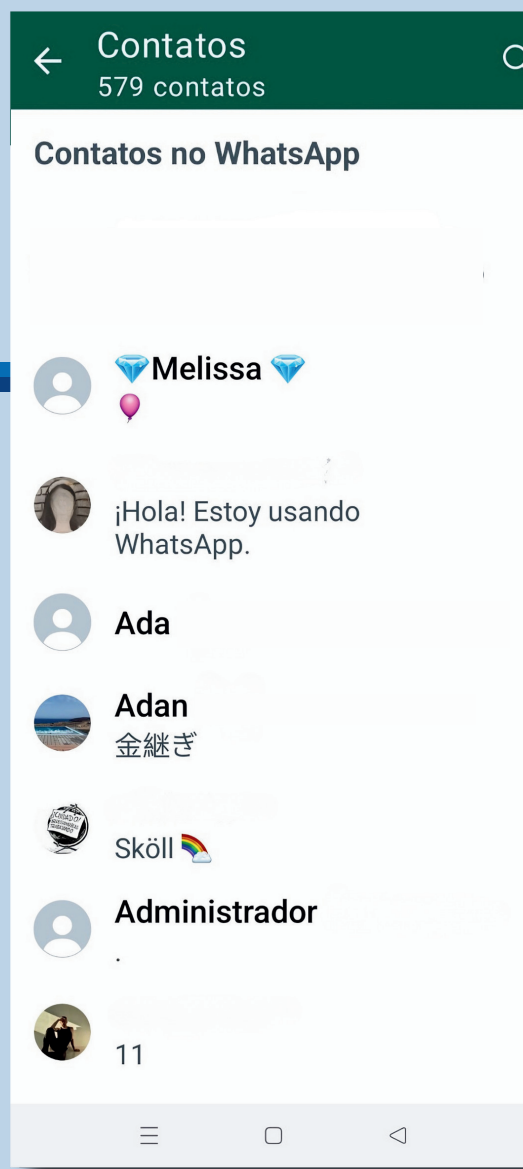 Contatos
579 contatos
Contatos no WhatsApp
💎Melissa 💎
🎈
¡Hola! Estoy usando
WhatsApp.
Ada
Adan
金継ぎ
¡CUIDADO!
Sköll 🌈
Administrador
.
11